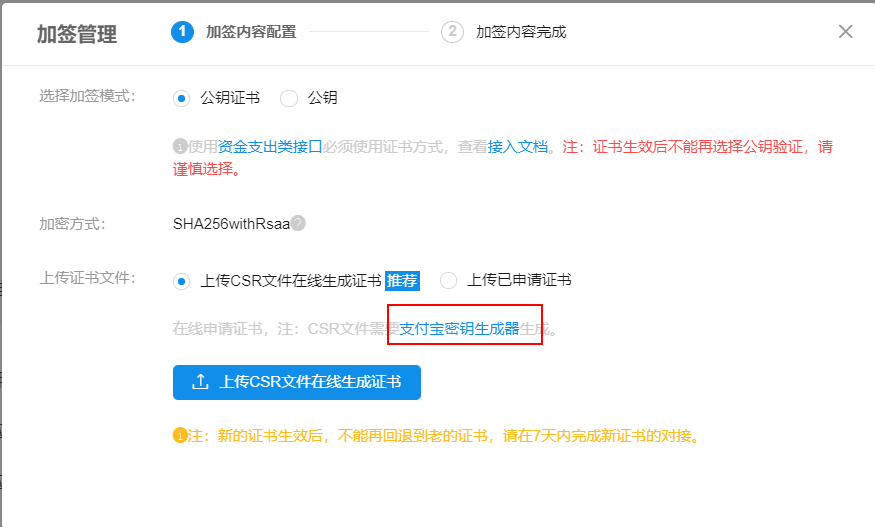 加签管理
1 加签内容配置
2 加签内容完成
选择加签模式：
公钥证书
公钥
使用资金支出类接口必须使用证书方式，查看接入文档。注：证书生效后不能再选择公钥验证，请
谨慎选择。
加密方式：
SHA256withRsaa
上传证书文件：
上传CSR文件在线生成证书 推荐
上传已申请证书
在线申请证书，注：CSR文件需要支付宝密钥生成器生成。
上传CSR文件在线生成证书
注：新的证书生效后，不能再回退到老的证书，请在7天内完成新证书的对接。